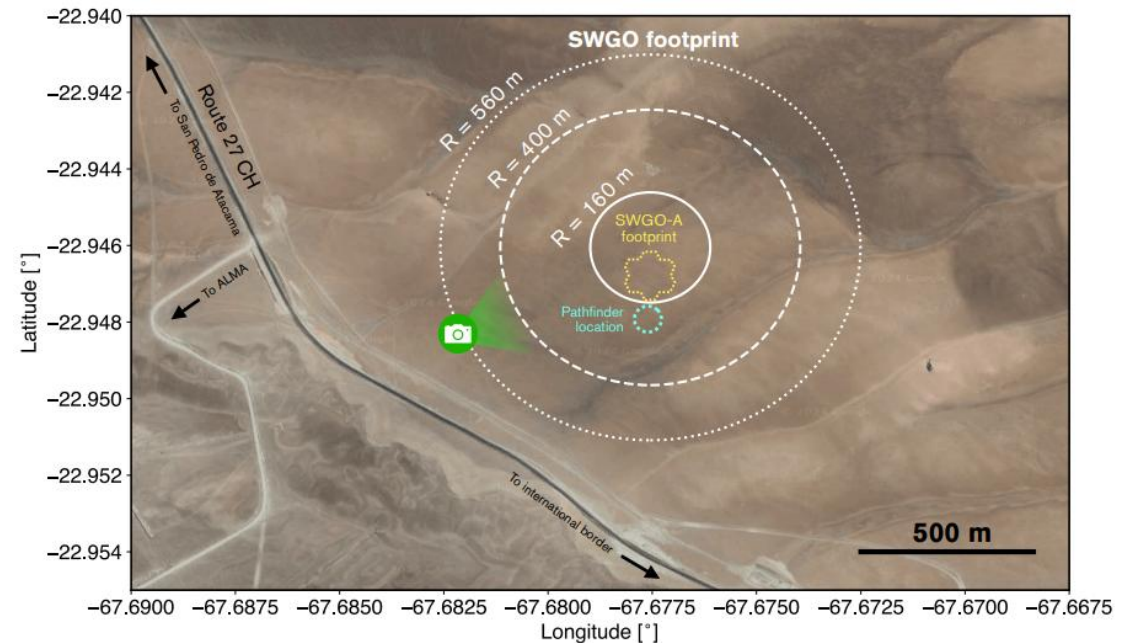 SWGO footprint
R = 560 m
R = 400 m
R = 160 m
SWGO-A
footprint
Pathfinder
location
Route 27 CH
To San Pedro de Atacama
To ALMA
To international border
500 m
Latitude [°]
−22.940
−22.942
−22.944
−22.946
−22.948
−22.950
−22.952
−22.954
−67.6900 −67.6875 −67.6850 −67.6825 −67.6800 −67.6775 −67.6750 −67.6725 −67.6700 −67.6675
Longitude [°]